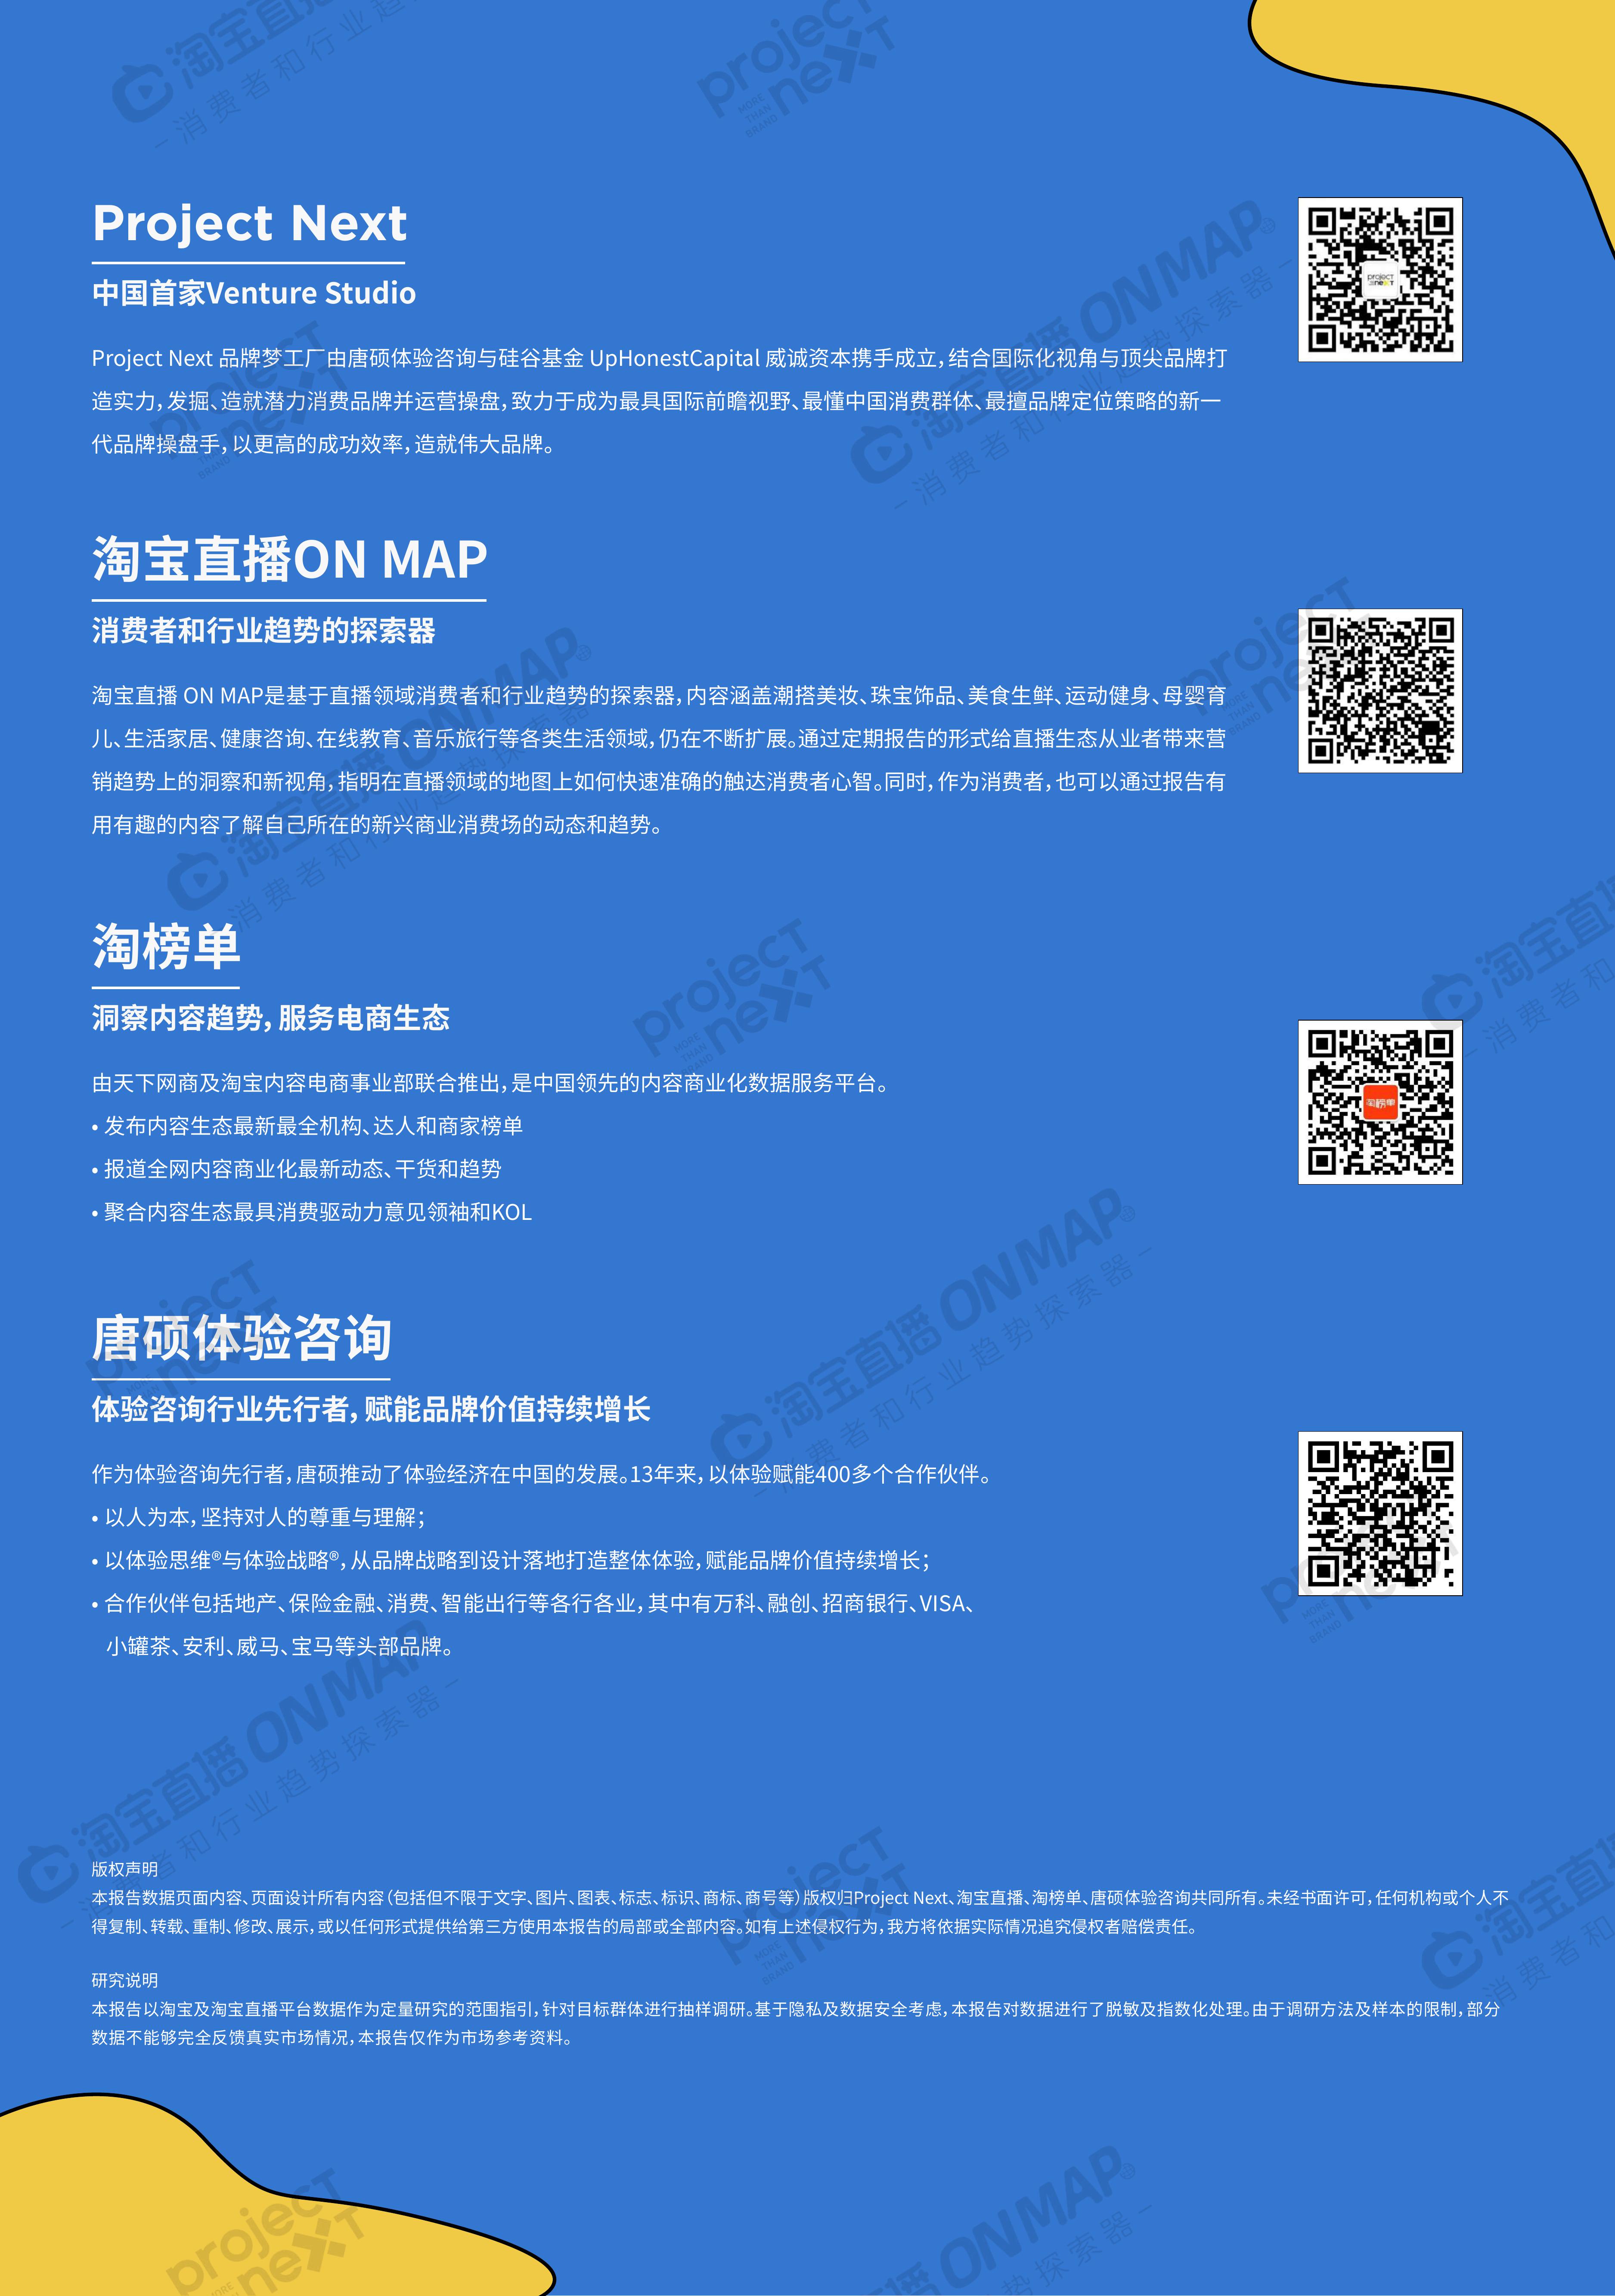 Project Next
中国首家Venture Studio
Project Next 品牌梦工厂由唐硕体验咨询与硅谷基金 UpHonestCapital 威诚资本携手成立，结合国际化视角与顶尖品牌打
造实力，发掘、造就潜力消费品牌并运营操盘，致力于成为最具国际前瞻视野、最懂中国消费群体、最擅品牌定位策略的新一
代品牌操盘手，以更高的成功效率，造就伟大品牌。
淘宝直播ON MAP
消费者和行业趋势的探索器
淘宝直播 ON MAP是基于直播领域消费者和行业趋势的探索器，内容涵盖潮搭美妆、珠宝饰品、美食生鲜、运动健身、母婴育
儿、生活家居、健康咨询、在线教育、音乐旅行等各类生活领域，仍在不断扩展。通过定期报告的形式给直播生态从业者带来营
销趋势上的洞察和新视角，指明在直播领域的地图上如何快速准确的触达消费者心智。同时，作为消费者，也可以通过报告有
用有趣的内容了解自己所在的新兴商业消费场的动态和趋势。
淘榜单
洞察内容趋势，服务电商生态
由天下网商及淘宝内容电商事业部联合推出，是中国领先的内容商业化数据服务平台。
• 发布内容生态最新最全机构、达人和商家榜单
• 报道全网内容商业化最新动态、干货和趋势
• 聚合内容生态最具消费驱动力意见领袖和KOL
唐硕体验咨询
体验咨询行业先行者，赋能品牌价值持续增长
作为体验咨询先行者，唐硕推动了体验经济在中国的发展。13年来，以体验赋能400多个合作伙伴。
• 以人为本，坚持对人的尊重与理解；
• 以体验思维®与体验战略®，从品牌战略到设计落地打造整体体验，赋能品牌价值持续增长；
• 合作伙伴包括地产、保险金融、消费、智能出行等各行各业，其中有万科、融创、招商银行、VISA、
小罐茶、安利、威马、宝马等头部品牌。
版权声明
本报告数据页面内容、页面设计所有内容（包括但不限于文字、图片、图表、标志、标识、商标、商号等）版权归Project Next、淘宝直播、淘榜单、唐硕体验咨询共同所有。未经书面许可，任何机构或个人不
得复制、转载、重制、修改、展示，或以任何形式提供给第三方使用本报告的局部或全部内容。如有上述侵权行为，我方将依据实际情况追究侵权者赔偿责任。
研究说明
本报告以淘宝及淘宝直播平台数据作为定量研究的范围指引，针对目标群体进行抽样调研。基于隐私及数据安全考虑，本报告对数据进行了脱敏及指数化处理。由于调研方法及样本的限制，部分
数据不能够完全反馈真实市场情况，本报告仅作为市场参考资料。
project
neXT
MORE
THAN
BRAND
淘宝直播 ON MAP
– 消费者和行业趋势探索器 –